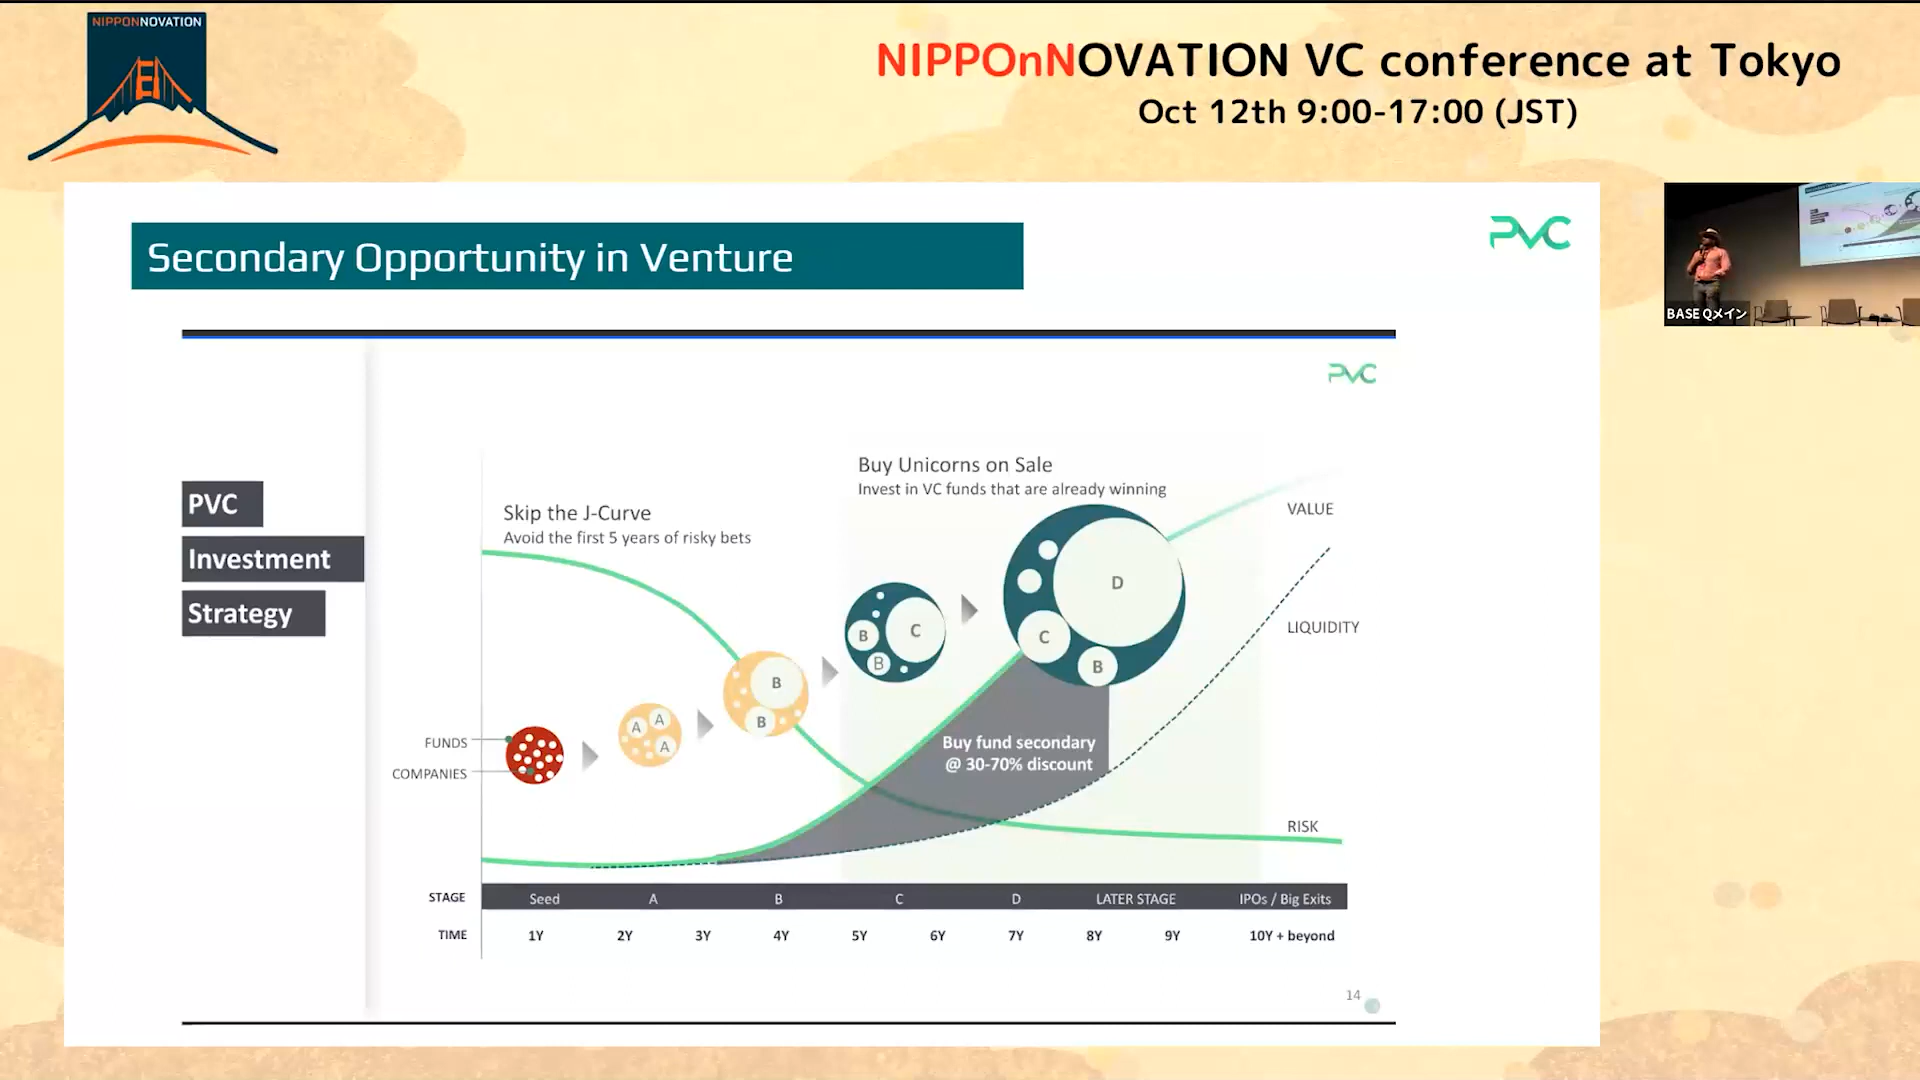 NIPPONNOVATION
NIPPOnNOVATION VC conference at Tokyo
Oct 12th 9:00-17:00 (JST)
Secondary Opportunity in Venture
PVC
BASE Qメイン
PVC
PVC
Investment
Strategy
Buy Unicorns on Sale
Invest in VC funds that are already winning
Skip the J-Curve
Avoid the first 5 years of risky bets
VALUE
LIQUIDITY
RISK
D
C
B
B
C
B
B
B
A
A
A
FUNDS
COMPANIES
Buy fund secondary
@ 30-70% discount
STAGE Seed A B C D LATER STAGE IPOs / Big Exits
TIME 1Y 2Y 3Y 4Y 5Y 6Y 7Y 8Y 9Y 10Y + beyond
14